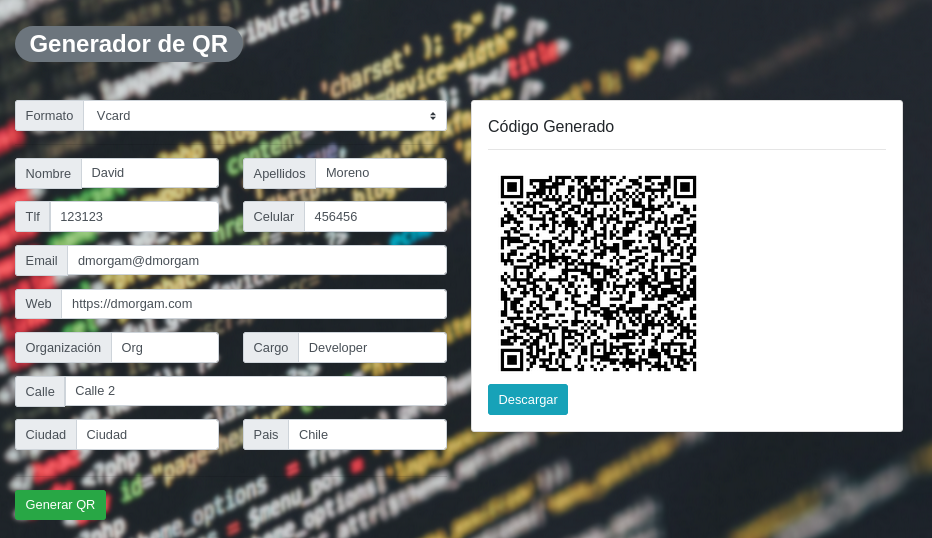 Generador de QR
Formato Vcard
Nombre David Apellidos Moreno
Tlf 123123 Celular 456456
Email dmorgam@dmorgam
Web https://dmorgam.com
Organización Org Cargo Developer
Calle Calle 2
Ciudad Ciudad Pais Chile
Generar QR
Código Generado
Descargar